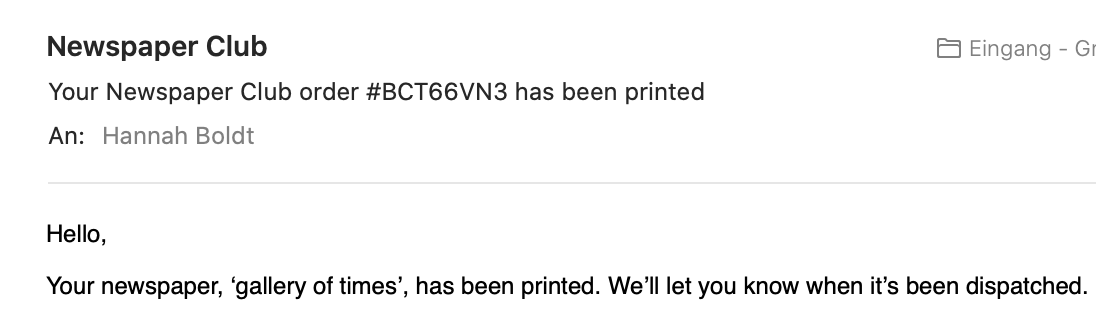 Newspaper Club
Eingang - Gr
Your Newspaper Club order #BCT66VN3 has been printed
An: Hannah Boldt
Hello,
Your newspaper, ‘gallery of times’, has been printed. We’ll let you know when it’s been dispatched.